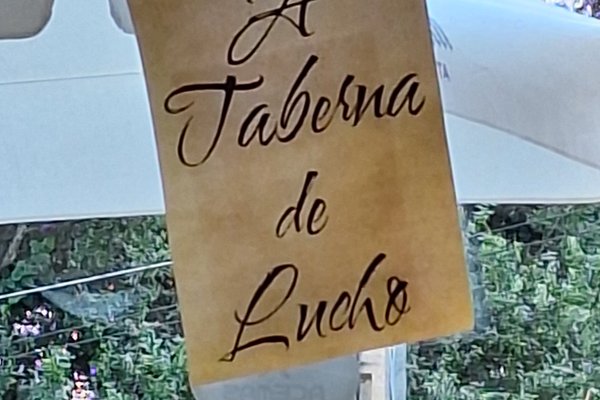 A
Taberna
de
Lucho